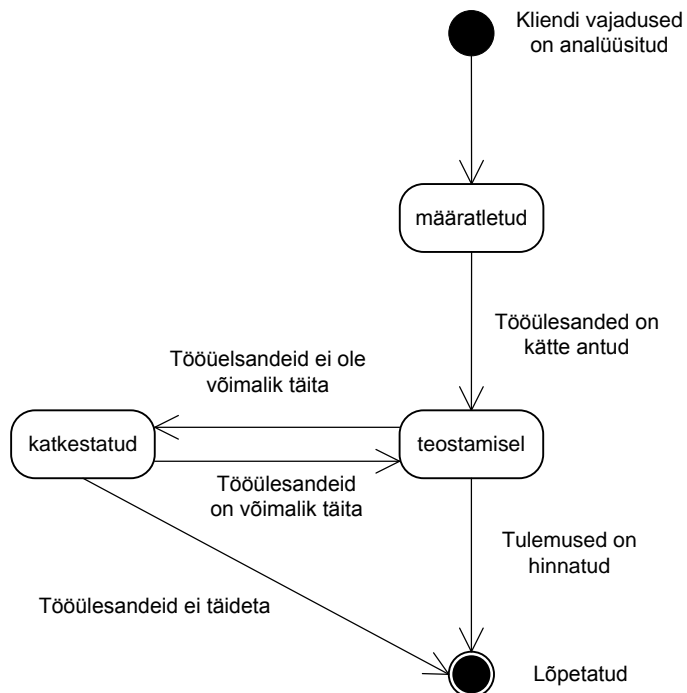 Kliendi vajadused
on analüüsitud
määratletud
Tööülesanded on
kätte antud
Tööüelsandeid ei ole
võimalik täita
katkestatud
teostamisel
Tööülesandeid
on võimalik täita
Tulemused on
hinnatud
Tööülesandeid ei täideta
Lõpetatud